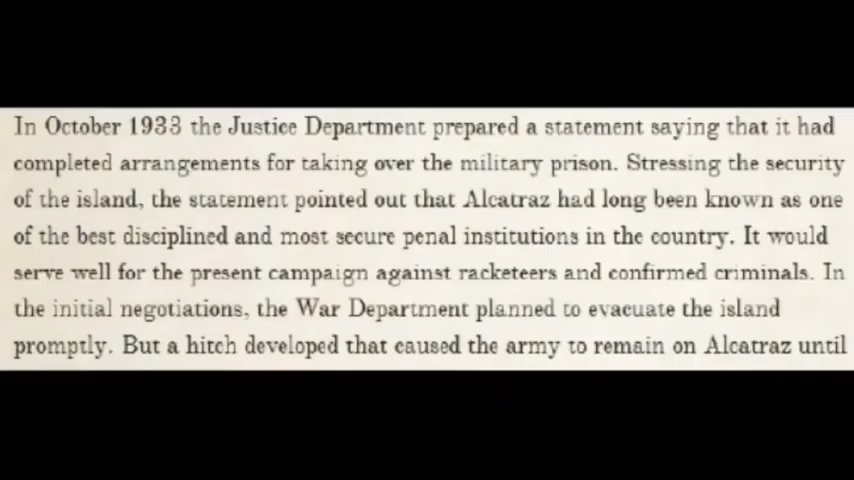 In October 1933 the Justice Department prepared a statement saying that it had
completed arrangements for taking over the military prison. Stressing the security
of the island, the statement pointed out that Alcatraz had long been known as one
of the best disciplined and most secure penal institutions in the country. It would
serve well for the present campaign against racketeers and confirmed criminals. In
the initial negotiations, the War Department planned to evacuate the island
promptly. But a hitch developed that caused the army to remain on Alcatraz until